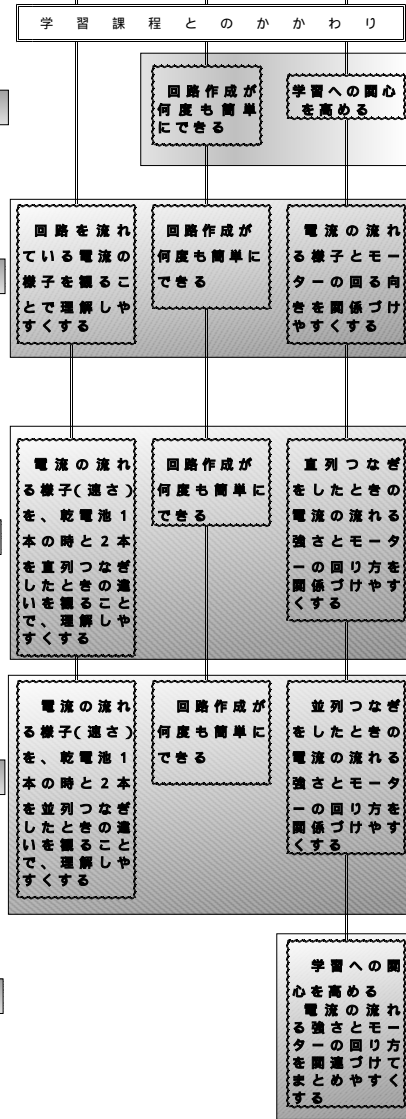 学習課程とのかかわり
回路作成が
何度も簡単
にできる
学習への関心
を高める
回路を流れ
ている電流の
様子を観るこ
とで理解しや
すくする
回路作成が
何度も簡単に
できる
電流の流れ
る様子とモー
ターの回る向
きを関係づけ
やすくする
電流の流れ
る様子(速さ)
を、乾電池1
本の時と2本
を直列つなぎ
したときの違
いを観ること
で、理解しや
すくする
回路作成が
何度も簡単に
できる
直列つなぎ
をしたときの
電流の流れる
強さとモータ
ーの回り方を
関係づけやす
くする
電流の流れ
る様子(速さ)
を、乾電池1
本の時と2本
を並列つなぎ
したときの違
いを観ること
で、理解しや
すくする
回路作成が
何度も簡単に
できる
並列つなぎ
をしたときの
電流の流れる
強さとモータ
ーの回り方を
関係づけやす
くする
学習への関
心を高める
電流の流れ
る強さとモー
ターの回り方
を関連づけて
まとめやすく
する